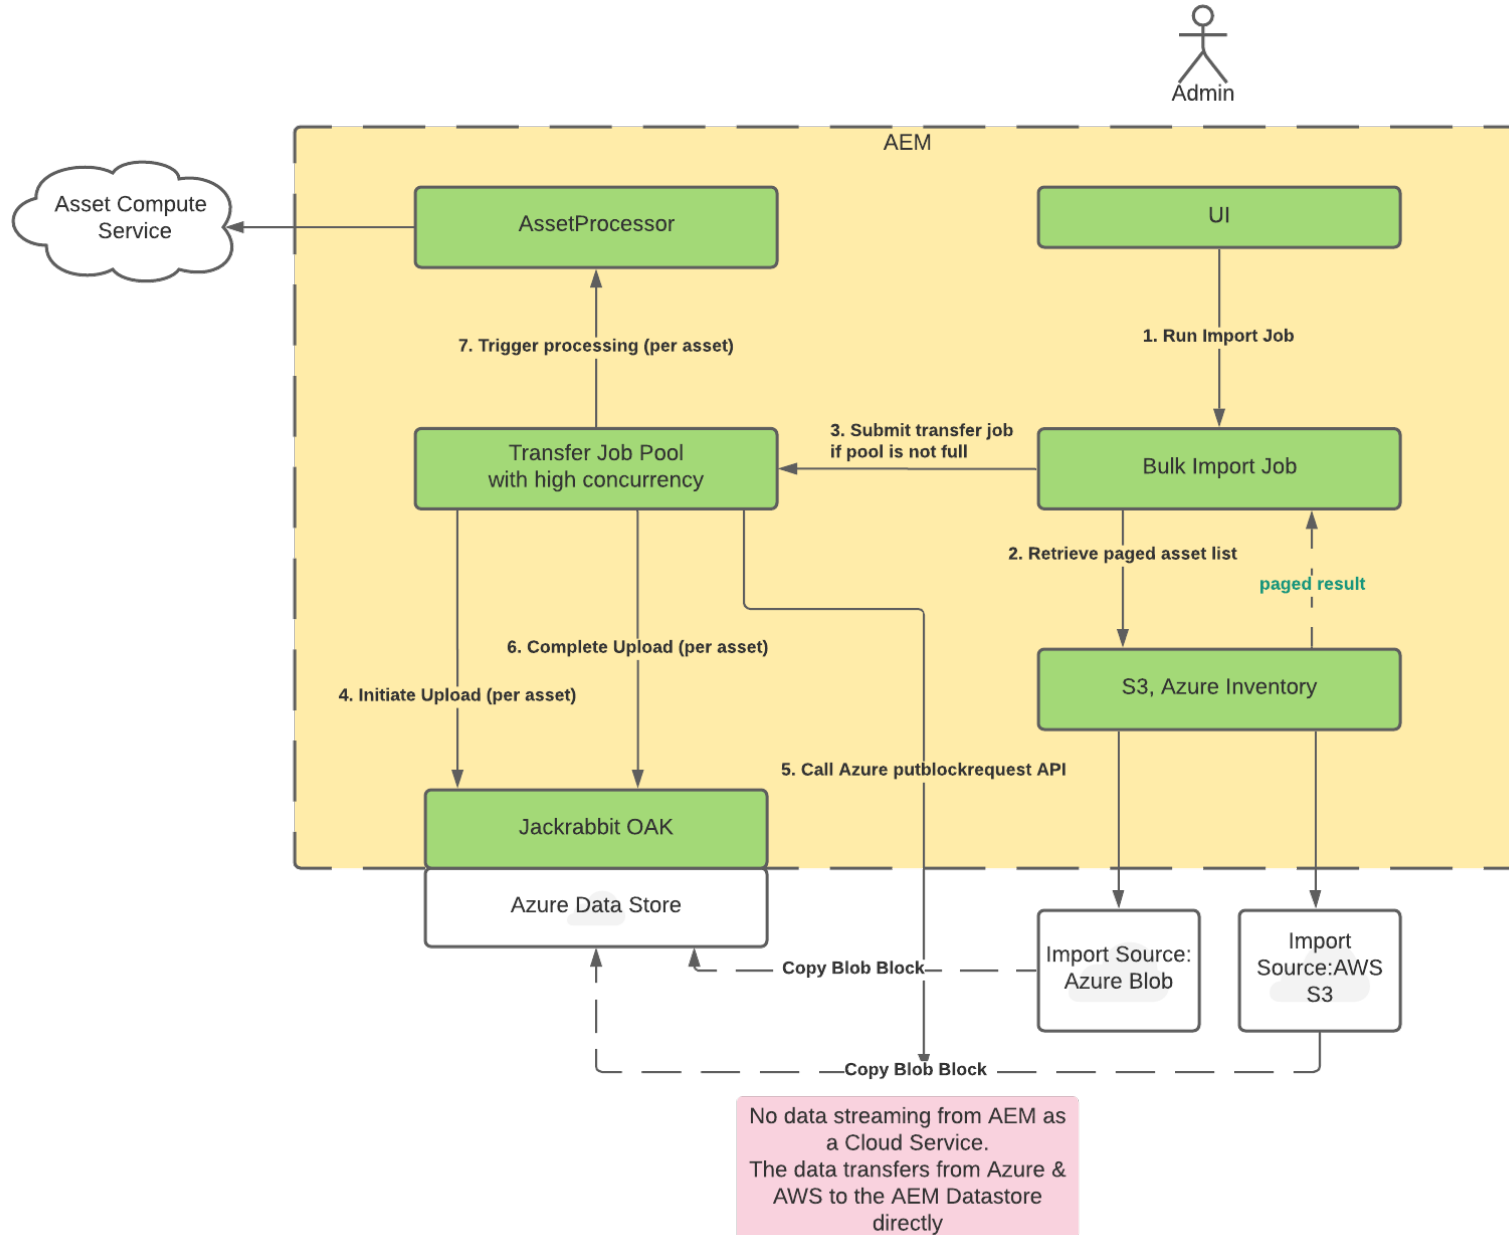 Admin
AEM
Asset Compute
Service
AssetProcessor
UI
7. Trigger processing (per asset)
1. Run Import Job
Transfer Job Pool
with high concurrency
3. Submit transfer job
if pool is not full
Bulk Import Job
2. Retrieve paged asset list
paged result
6. Complete Upload (per asset)
4. Initiate Upload (per asset)
S3, Azure Inventory
5. Call Azure putblockrequest API
Jackrabbit OAK
Azure Data Store
Copy Blob Block
Import Source:
Azure Blob
Import
Source:AWS
S3
Copy Blob Block
No data streaming from AEM as
a Cloud Service.
The data transfers from Azure &
AWS to the AEM Datastore
directly